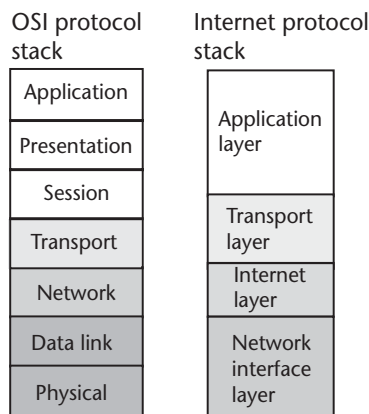 OSI protocol
stack
Application
Presentation
Session
Transport
Network
Data link
Physical
Internet protocol
stack
Application
layer
Transport
layer
Internet
layer
Network
interface
layer